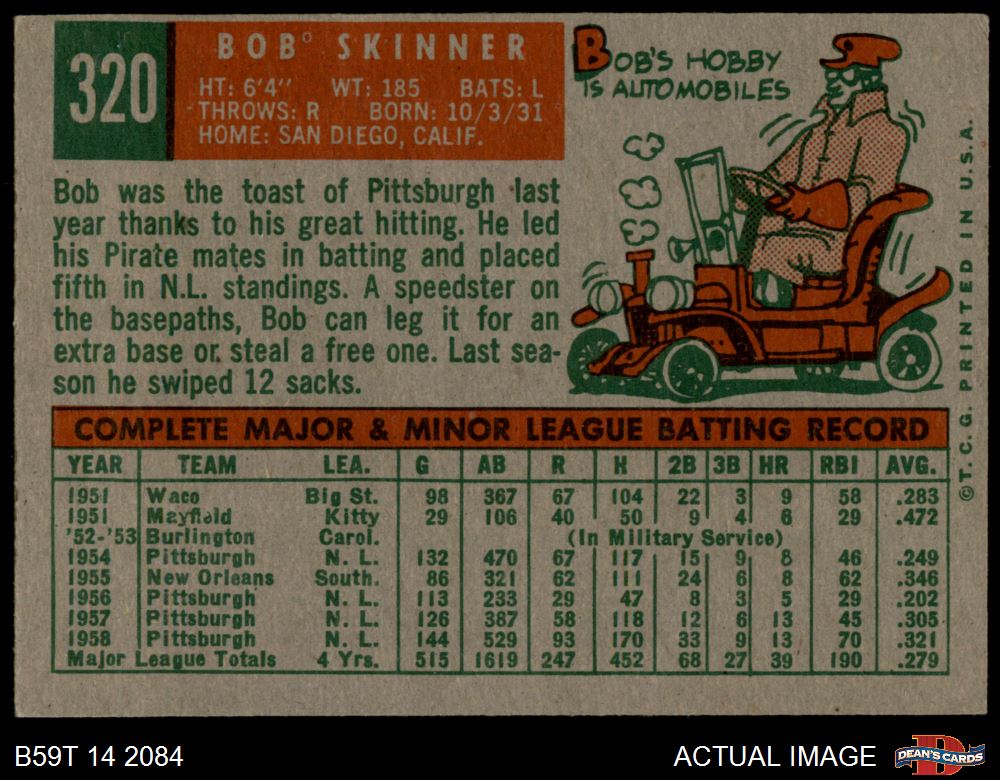 320
BOB SKINNER
HT: 6'4" WT: 185 BATS: L
THROWS: R BORN: 10/3/31
HOME: SAN DIEGO, CALIF.
BOB'S HOBBY
IS AUTOMOBILES
Bob was the toast of Pittsburgh last
year thanks to his great hitting. He led
his Pirate mates in batting and placed
fifth in N.L. standings. A speedster on
the basepaths, Bob can leg it for an
extra base or steal a free one. Last sea-
son he swiped 12 sacks.
COMPLETE MAJOR & MINOR LEAGUE BATTING RECORD
YEAR TEAM LEA. G AB R H 2B 3B HR RBI AVG.
1951 Waco Big St. 98 367 67 104 22 3 9 58 .283
1951 Mayfield Kitty 29 106 40 50 9 4 6 29 .472
'52-'53 Burlington Carol. (In Military Service)
1954 Pittsburgh N. L. 132 470 67 117 15 9 8 46 .249
1955 New Orleans South. 86 321 62 111 24 6 8 62 .346
1956 Pittsburgh N. L. 113 233 29 47 8 3 5 29 .202
1957 Pittsburgh N. L. 126 387 58 118 12 6 13 45 .305
1958 Pittsburgh N. L. 144 529 93 170 33 9 13 70 .321
Major League Totals 4 Yrs. 515 1619 247 452 68 27 39 190 .279
©T.C.G. PRINTED IN U.S.A.
B59T 14 2084
ACTUAL IMAGE
D
DEAN'S CARDS